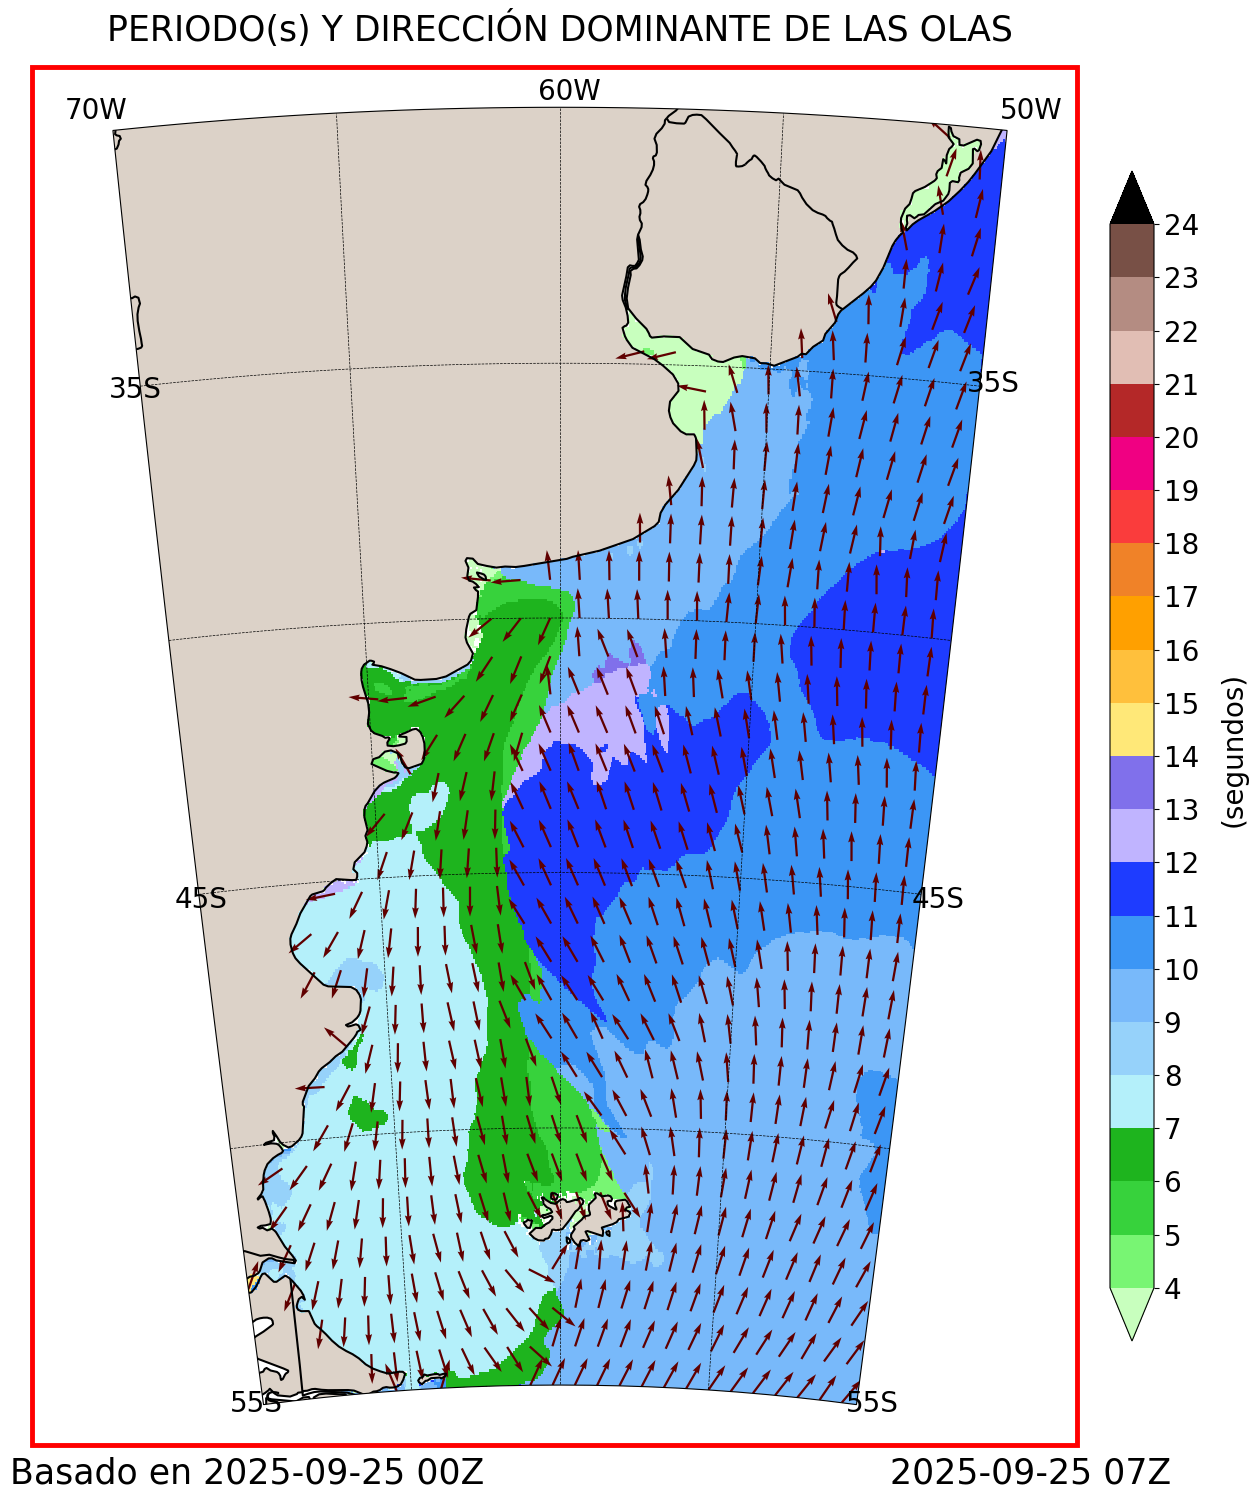 PERIODO(s) Y DIRECCIÓN DOMINANTE DE LAS OLAS
70W
60W
50W
35S
35S
45S
45S
55S
55S
24
23
22
21
20
19
18
17
16
15
14
13
12
11
10
9
8
7
6
5
4
(segundos)
Basado en 2025-09-25 00Z
2025-09-25 07Z